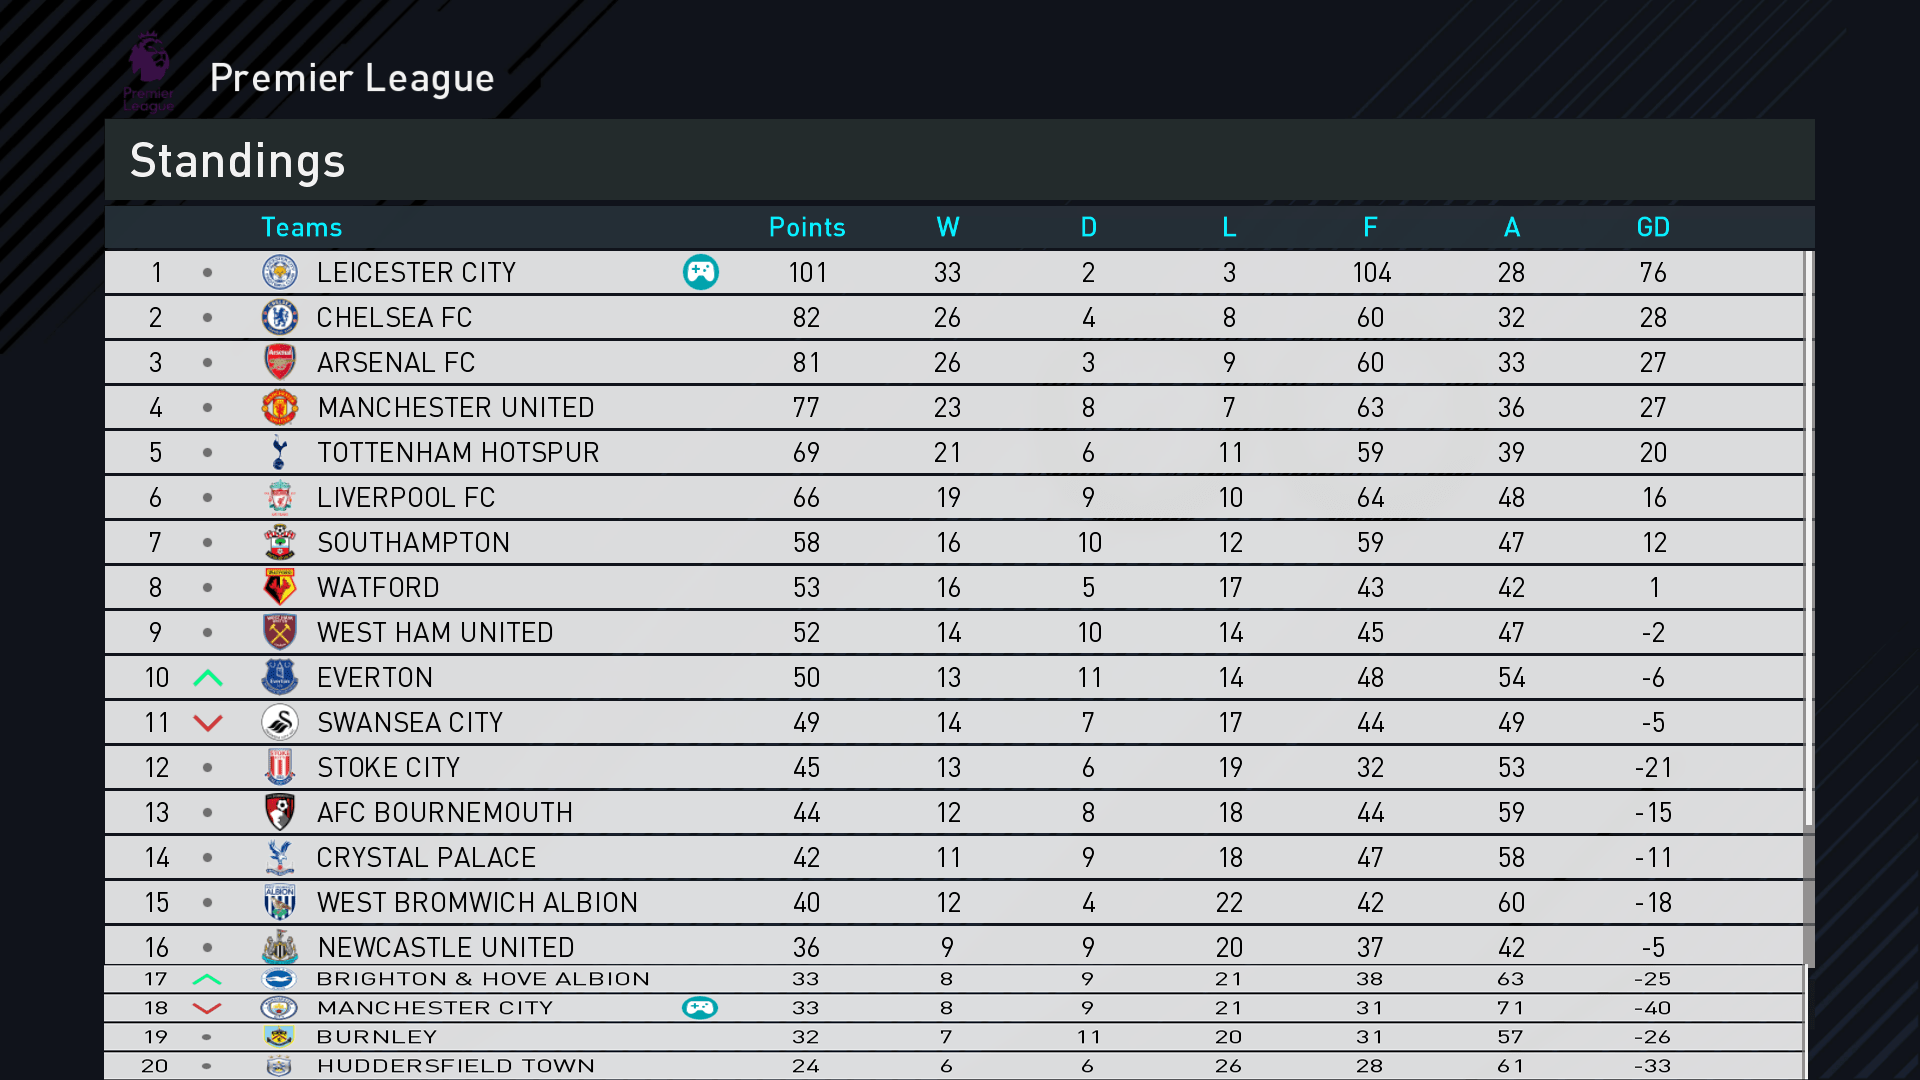 Premier League
Premier League
Standings
Teams Points W D L F A GD
1 LEICESTER CITY 101 33 2 3 104 28 76
2 CHELSEA FC 82 26 4 8 60 32 28
3 ARSENAL FC 81 26 3 9 60 33 27
4 MANCHESTER UNITED 77 23 8 7 63 36 27
5 TOTTENHAM HOTSPUR 69 21 6 11 59 39 20
6 LIVERPOOL FC 66 19 9 10 64 48 16
7 SOUTHAMPTON 58 16 10 12 59 47 12
8 WATFORD 53 16 5 17 43 42 1
9 WEST HAM UNITED 52 14 10 14 45 47 -2
10 EVERTON 50 13 11 14 48 54 -6
11 SWANSEA CITY 49 14 7 17 44 49 -5
12 STOKE CITY 45 13 6 19 32 53 -21
13 AFC BOURNEMOUTH 44 12 8 18 44 59 -15
14 CRYSTAL PALACE 42 11 9 18 47 58 -11
15 WEST BROMWICH ALBION 40 12 4 22 42 60 -18
16 NEWCASTLE UNITED 36 9 9 20 37 42 -5
17 BRIGHTON & HOVE ALBION 33 8 9 21 38 63 -25
18 MANCHESTER CITY 33 8 9 21 31 71 -40
19 BURNLEY 32 7 11 20 31 57 -26
20 HUDDERSFIELD TOWN 24 6 6 26 28 61 -33